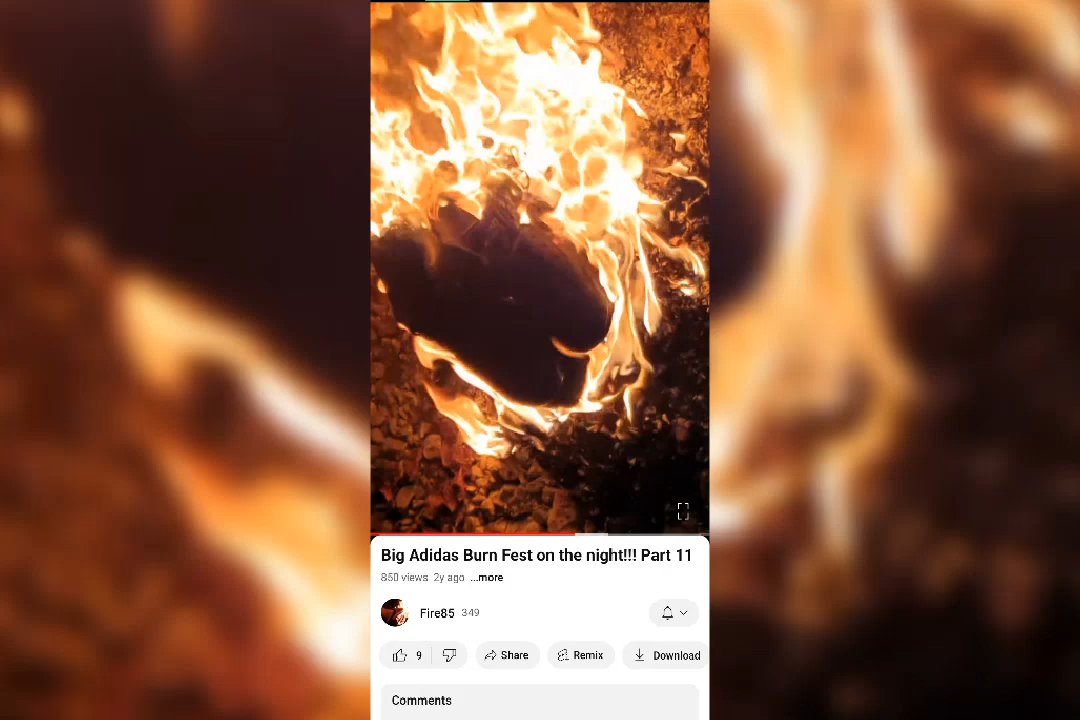 Big Adidas Burn Fest on the night!!! Part 11
850 views 2y ago ...more
Fire85 349
9 Share Remix Download
Comments